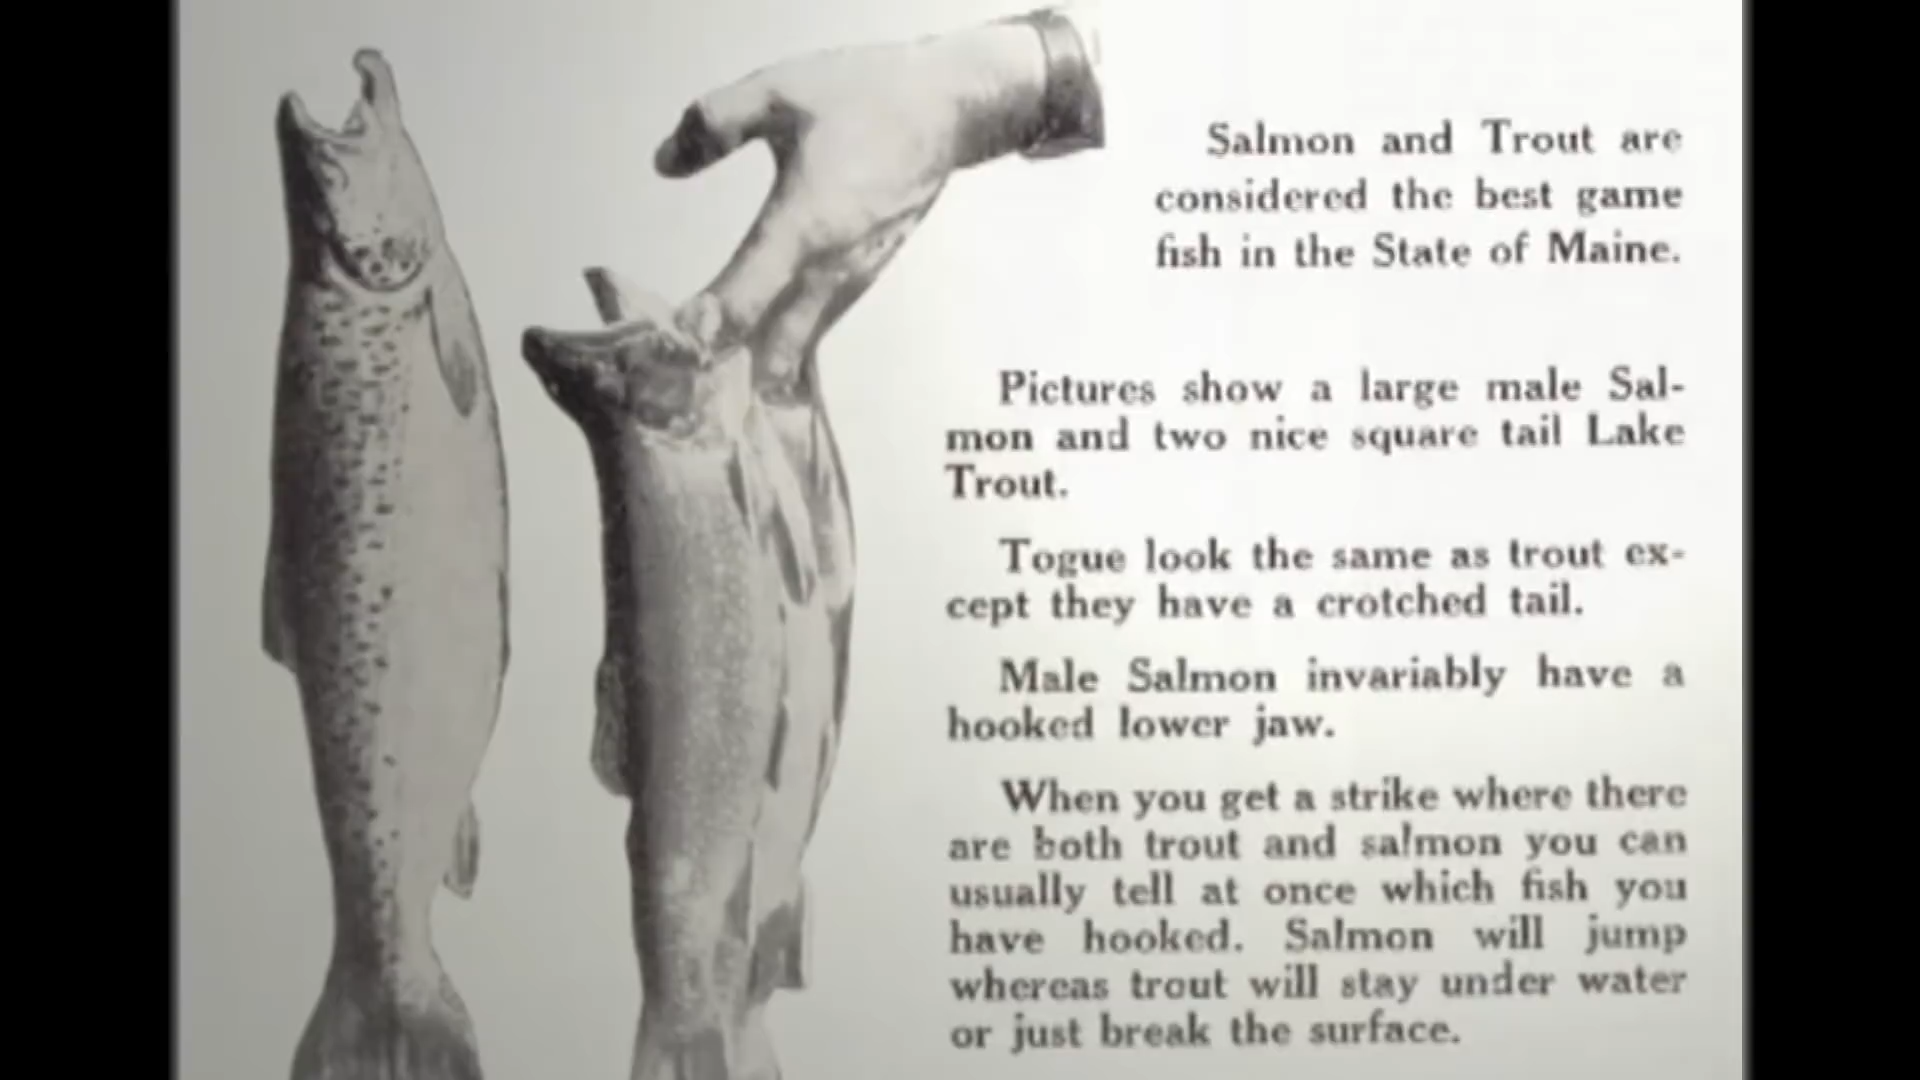 Salmon and Trout are
considered the best game
fish in the State of Maine.
Pictures show a large male Sal-
mon and two nice square tail Lake
Trout.
Togue look the same as trout ex-
cept they have a crotched tail.
Male Salmon invariably have a
hooked lower jaw.
When you get a strike where there
are both trout and salmon you can
usually tell at once which fish you
have hooked. Salmon will jump
whereas trout will stay under water
or just break the surface.